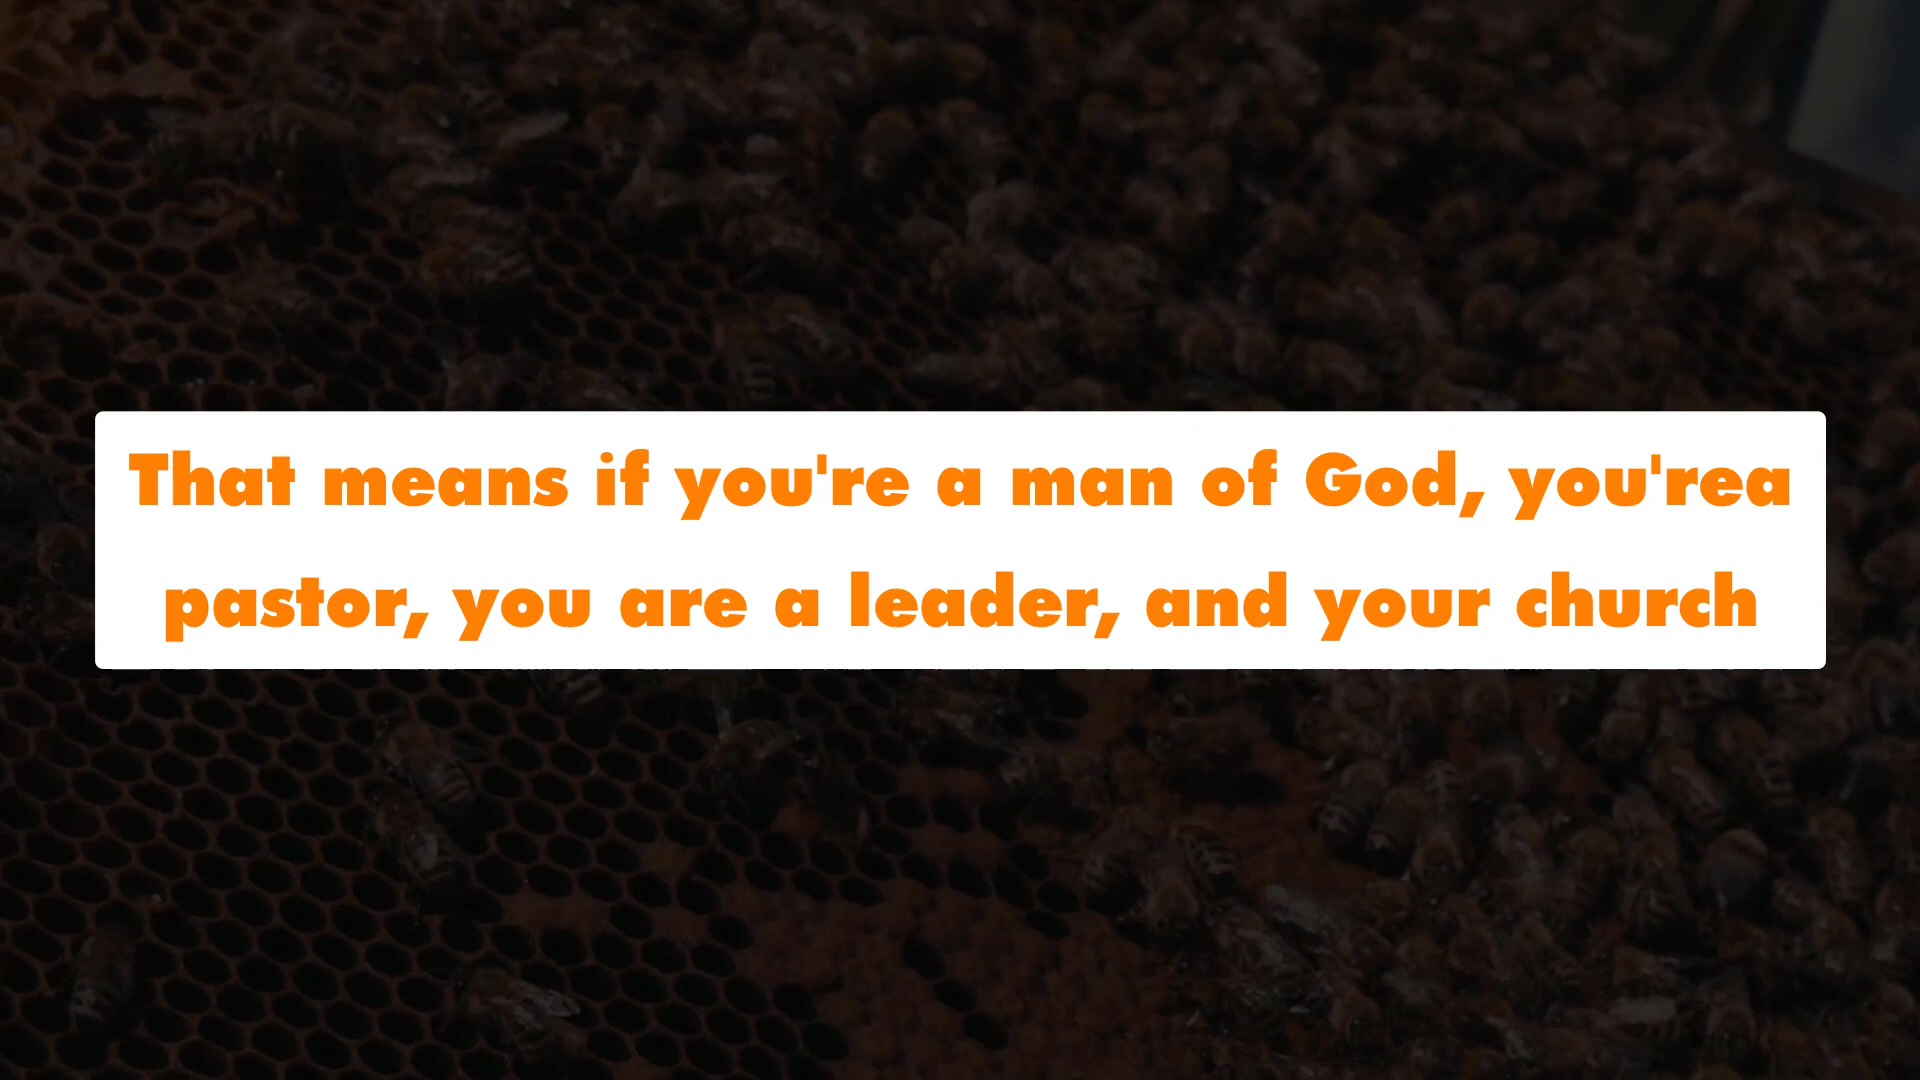 That means if you're a man of God, you'rea
pastor, you are a leader, and your church